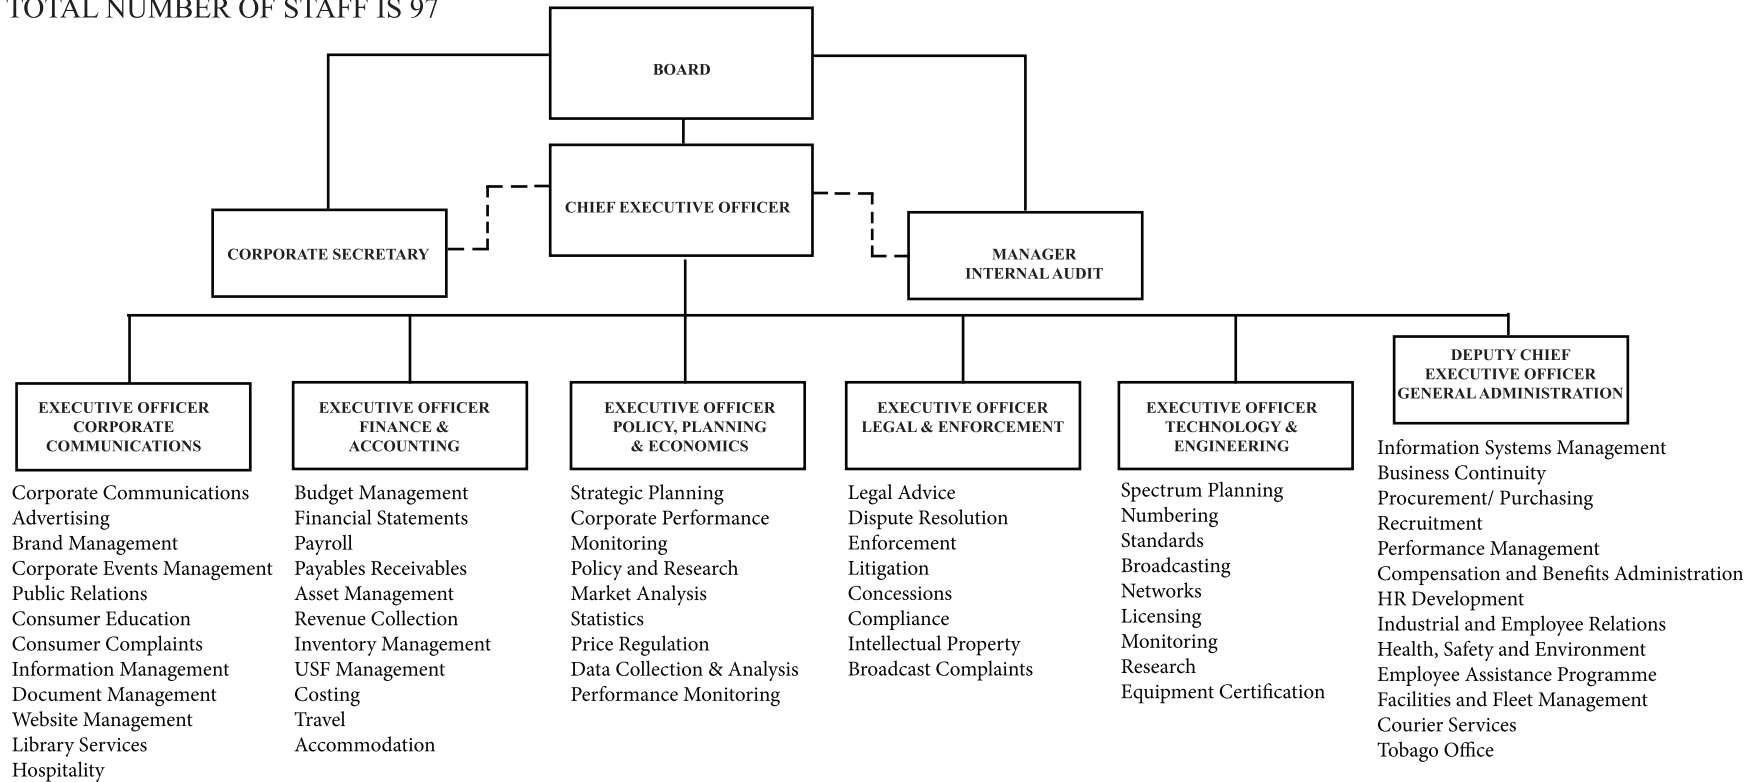 TOTAL NUMBER OF STAFF IS 97
BOARD
CHIEF EXECUTIVE OFFICER
CORPORATE SECRETARY
MANAGER
INTERNAL AUDIT
EXECUTIVE OFFICER
CORPORATE
COMMUNICATIONS
Corporate Communications
Advertising
Brand Management
Corporate Events Management
Public Relations
Consumer Education
Consumer Complaints
Information Management
Document Management
Website Management
Library Services
Hospitality
EXECUTIVE OFFICER
FINANCE &
ACCOUNTING
Budget Management
Financial Statements
Payroll
Payables Receivables
Asset Management
Revenue Collection
Inventory Management
USF Management
Costing
Travel
Accommodation
EXECUTIVE OFFICER
POLICY, PLANNING
& ECONOMICS
Strategic Planning
Corporate Performance
Monitoring
Policy and Research
Market Analysis
Statistics
Price Regulation
Data Collection & Analysis
Performance Monitoring
EXECUTIVE OFFICER
LEGAL & ENFORCEMENT
Legal Advice
Dispute Resolution
Enforcement
Litigation
Concessions
Compliance
Intellectual Property
Broadcast Complaints
EXECUTIVE OFFICER
TECHNOLOGY &
ENGINEERING
Spectrum Planning
Numbering
Standards
Broadcasting
Networks
Licensing
Monitoring
Research
Equipment Certification
DEPUTY CHIEF
EXECUTIVE OFFICER
GENERAL ADMINISTRATION
Information Systems Management
Business Continuity
Procurement/ Purchasing
Recruitment
Performance Management
Compensation and Benefits Administration
HR Development
Industrial and Employee Relations
Health, Safety and Environment
Employee Assistance Programme
Facilities and Fleet Management
Courier Services
Tobago Office